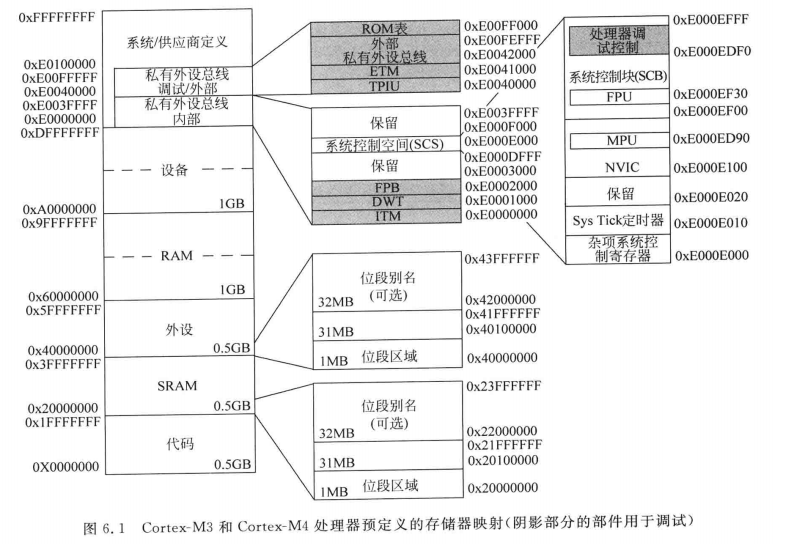 0xFFFFFFFF
系统/供应商定义
0xE0100000
0xE00FFFFF
私有外设总线
调试/外部
0xE0040000
0xE003FFFF
私有外设总线
内部
0xE0000000
0xDFFFFFFF
设备
1GB
0xA0000000
0x9FFFFFFF
RAM
1GB
0x60000000
0x5FFFFFFF
外设
0.5GB
0x40000000
0x3FFFFFFF
SRAM
0.5GB
0x20000000
0x1FFFFFFF
代码
0.5GB
0X0000000
ROM表
0xE00FF000
外部
私有外设总线
0xE00FEFFF
0xE0042000
ETM
0xE0041000
TPIU
0xE0040000
保留
0xE003FFFF
0xE000F000
系统控制空间(SCS)
0xE000E000
保留
0xE000DFFF
0xE0003000
FPB
0xE0002000
DWT
0xE0001000
ITM
0xE0000000
0xE000EFFF
处理器调
试控制
0xE000EDF0
系统控制块(SCB)
FPU
0xE000EF30
0xE000EF00
MPU
0xE000ED90
NVIC
0xE000E100
保留
0xE000E020
Sys Tick定时器
0xE000E010
杂项系统控
制寄存器
0xE000E000
0x43FFFFFF
位段别名
(可选)
32MB
0x42000000
0x41FFFFFF
31MB
0x40100000
1MB 位段区域
0x40000000
0x23FFFFFF
位段别名
(可选)
32MB
0x22000000
0x21FFFFFF
31MB
0x20100000
1MB 位段区域
0x20000000
图 6.1 Cortex-M3 和 Cortex-M4 处理器预定义的存储器映射(阴影部分的部件用于调试)